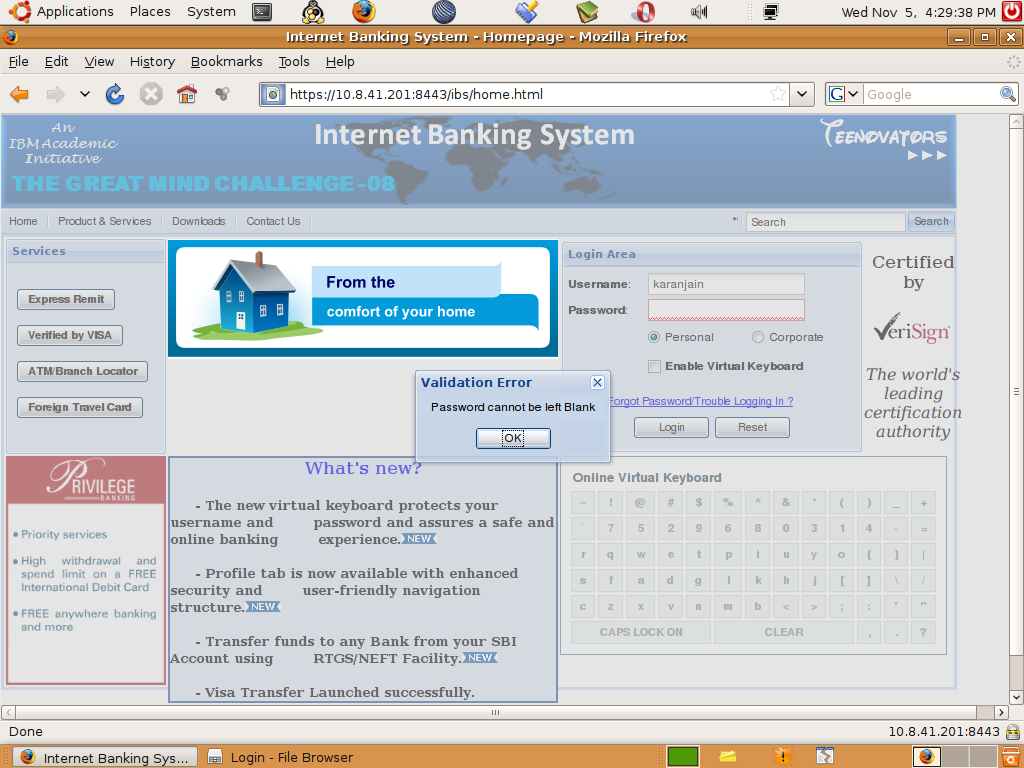 Applications Places System Wed Nov 5, 4:29:38 PM
Internet Banking System - Homepage - Mozilla Firefox
File Edit View History Bookmarks Tools Help
https://10.8.41.201:8443/ibs/home.html Google
An
IBM Academic
Initiative
Internet Banking System
TEENOVATORS
THE GREAT MIND CHALLENGE -08
Home Product & Services Downloads Contact Us Search Search
Services
Express Remit
Verified by VISA
ATM/Branch Locator
Foreign Travel Card
From the
comfort of your home
Login Area
Username: karanjain
Password:
Personal Corporate
Enable Virtual Keyboard
Forgot Password/Trouble Logging In ?
Login Reset
Certified
by
VeriSign
The world's
leading
certification
authority
Validation Error
Password cannot be left Blank
OK
PRIVILEGE
BANKING
Priority services
High withdrawal and
spend limit on a FREE
International Debit Card
FREE anywhere banking
and more
What's new?
- The new virtual keyboard protects your
username and password and assures a safe and
online banking experience. NEW
- Profile tab is now available with enhanced
security and user-friendly navigation
structure. NEW
- Transfer funds to any Bank from your SBI
Account using RTGS/NEFT Facility. NEW
- Visa Transfer Launched successfully.
Online Virtual Keyboard
~ ! @ # $ % ^ & * ( ) _ +
` 7 5 2 9 6 8 0 3 1 4 - =
r q w e t p i u y o { } |
s f a d g l k h j [ ] \ /
c z x v n m b < > ; : ' "
CAPS LOCK ON CLEAR , . ?
Done 10.8.41.201:8443
Internet Banking Sys... Login - File Browser